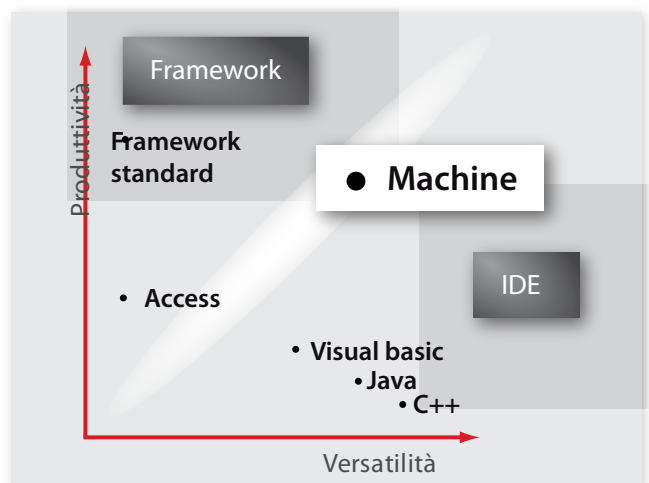 Framework
Produttività
Framework
standard
Machine
IDE
Access
Visual basic
Java
C++
Versatilità